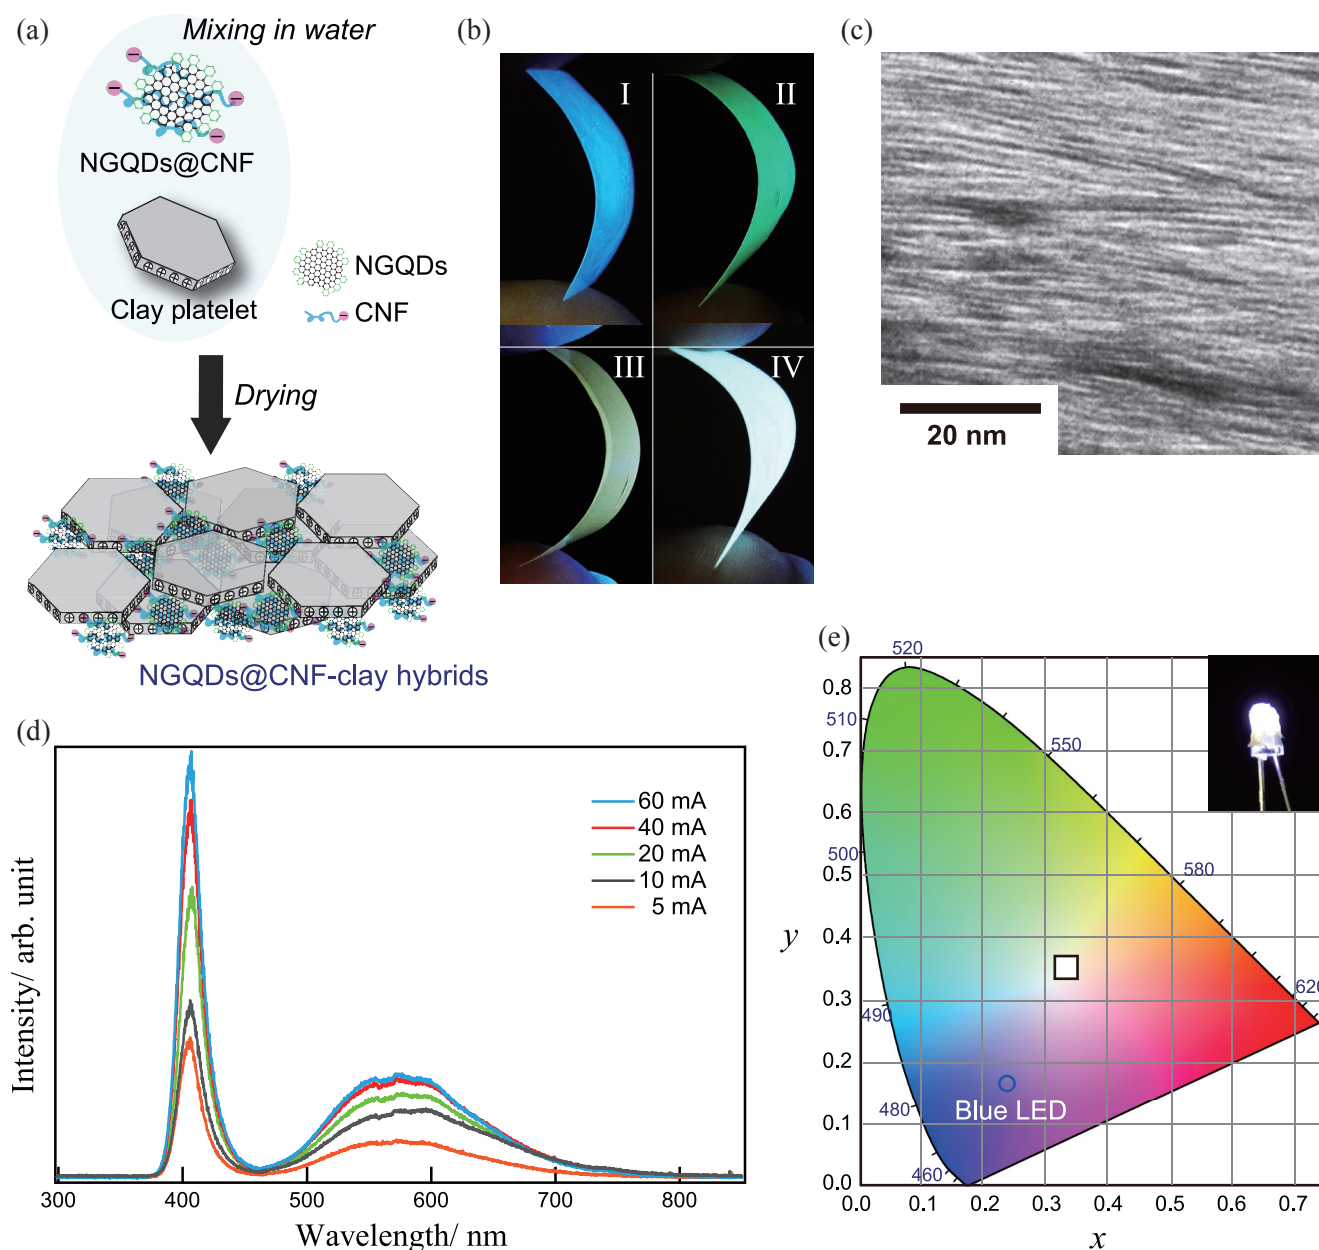 (a)
Mixing in water
NGQDs@CNF
Clay platelet
NGQDs
CNF
Drying
NGQDs@CNF-clay hybrids
(b)
I
II
III
IV
(c)
20 nm
(d)
Intensity/ arb. unit
60 mA
40 mA
20 mA
10 mA
5 mA
300 400 500 600 700 800
Wavelength/ nm
(e)
520
0.8
510
0.7
550
0.6
500
0.5
580
y
0.4
0.3
490
620
0.2
Blue LED
480
0.1
460
0.0
0.0 0.1 0.2 0.3 0.4 0.5 0.6 0.7
x